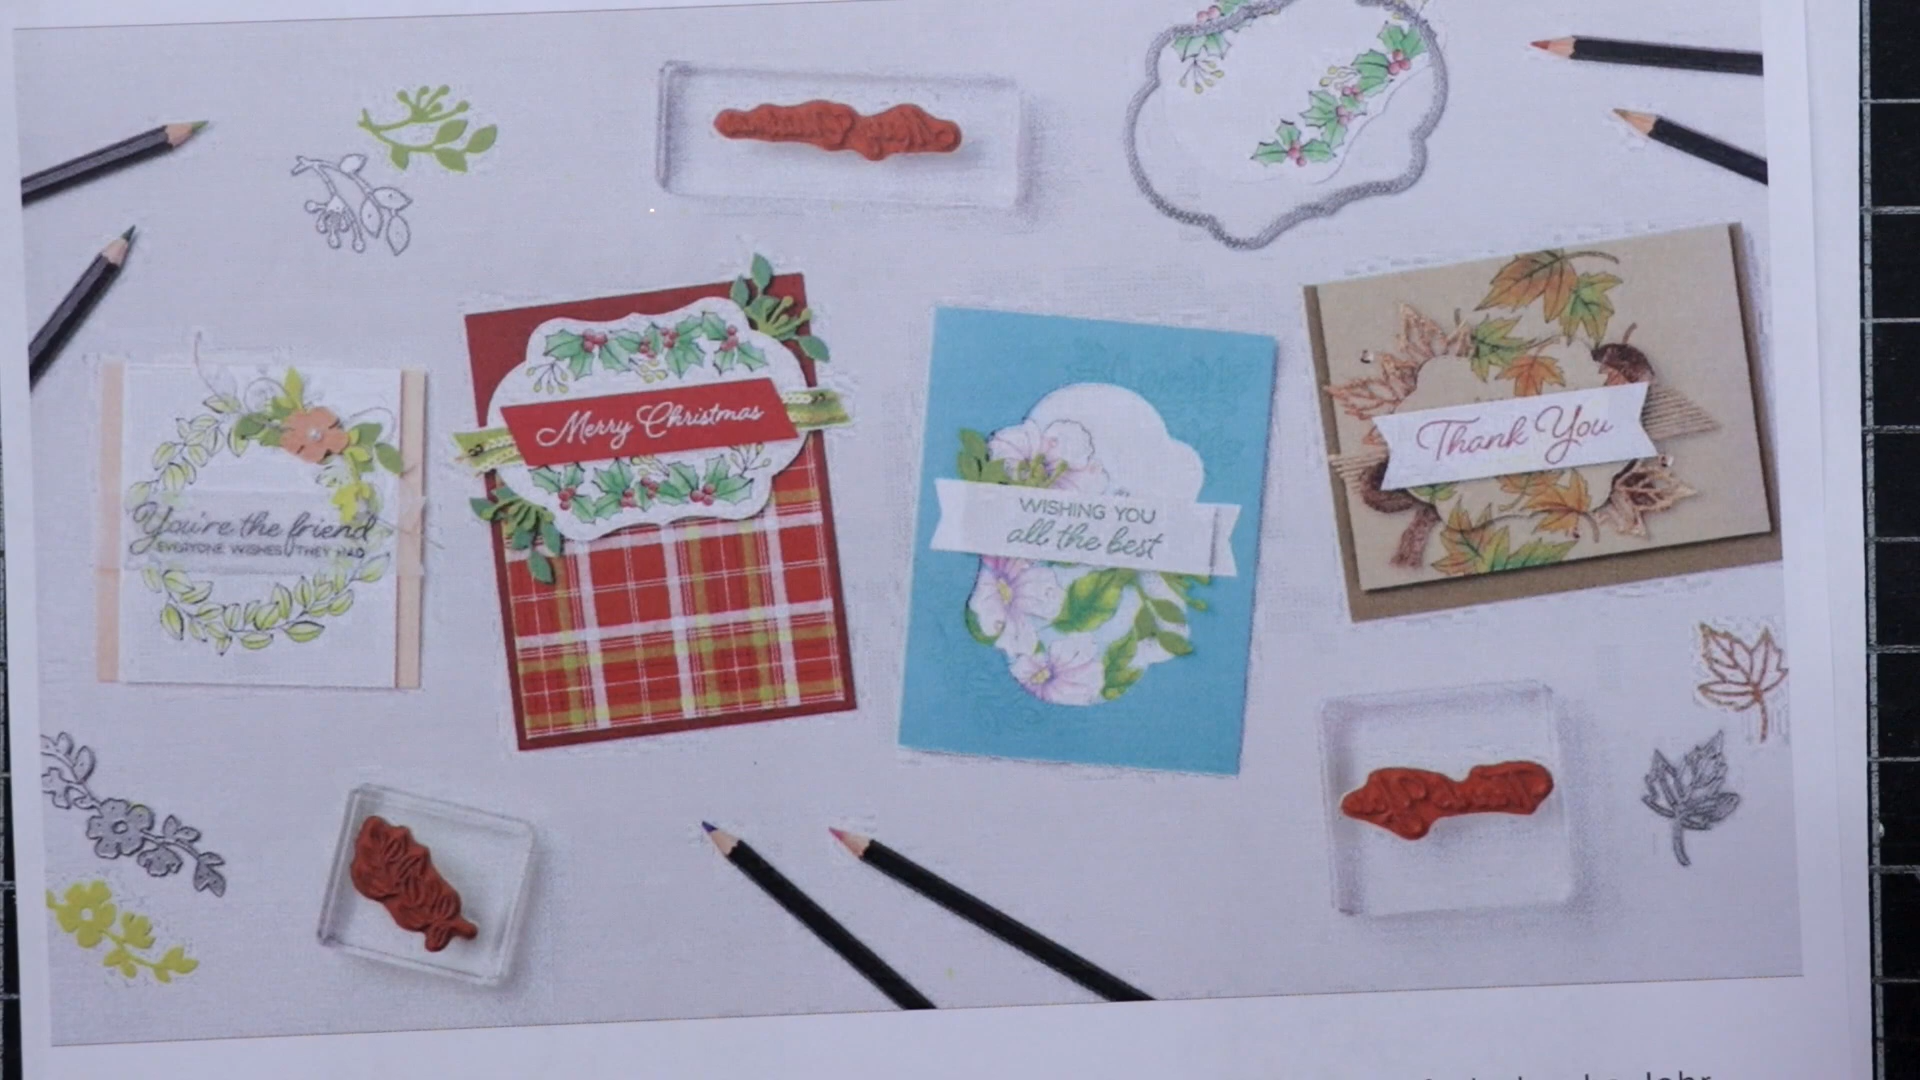 You're the friend
EVERYONE WISHES THEY HAD
Merry Christmas
WISHING YOU
all the best
Thank You